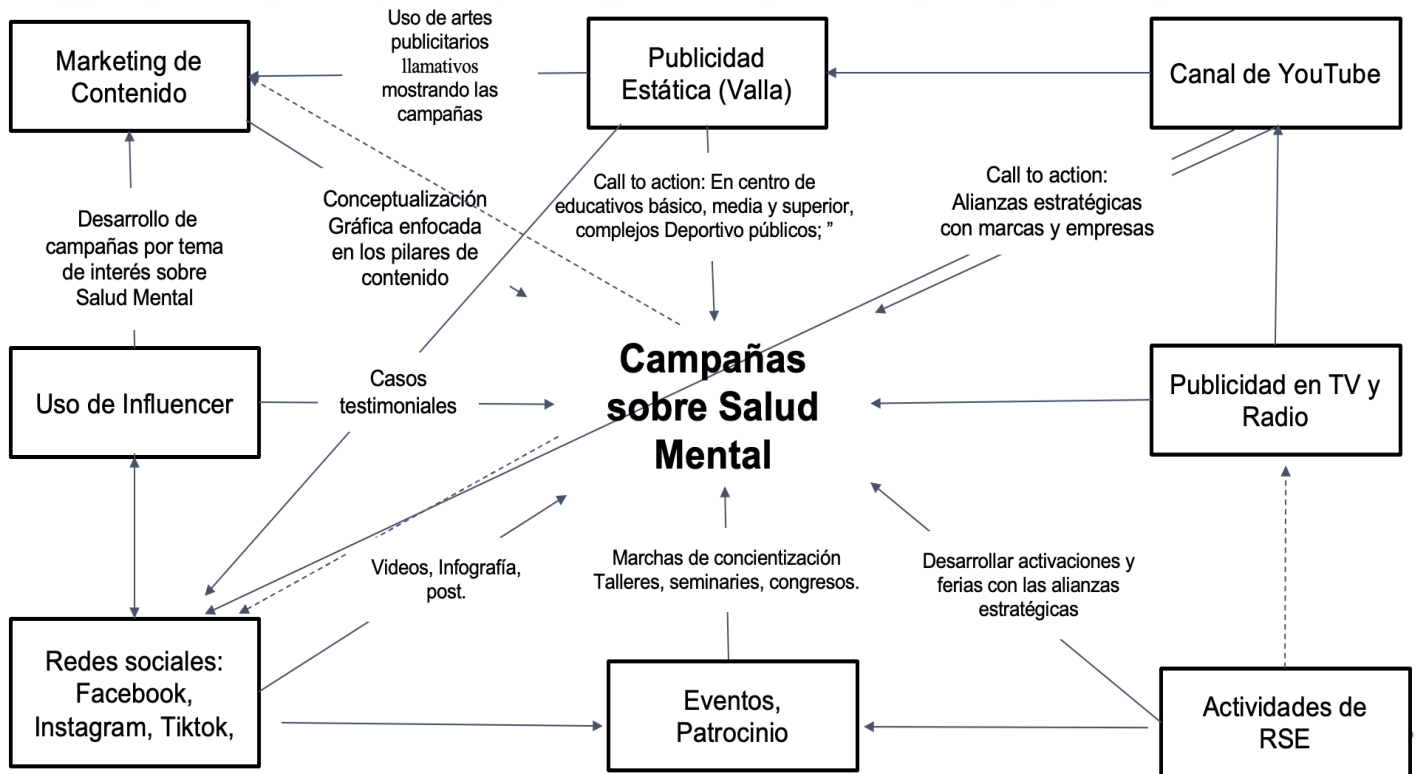 Marketing de
Contenido
Uso de artes
publicitarios
llamativos
mostrando las
campañas
Publicidad
Estática (Valla)
Canal de YouTube
Desarrollo de
campañas por tema
de interés sobre
Salud Mental
Conceptualización
Gráfica enfocada
en los pilares de
contenido
Call to action: En centro de
educativos básico, media y superior,
complejos Deportivo públicos; ”
Call to action:
Alianzas estratégicas
con marcas y empresas
Uso de Influencer
Casos
testimoniales
Campañas
sobre Salud
Mental
Publicidad en TV y
Radio
Videos, Infografía,
post.
Marchas de concientización
Talleres, seminaries, congresos.
Desarrollar activaciones y
ferias con las alianzas
estratégicas
Redes sociales:
Facebook,
Instagram, Tiktok,
Eventos,
Patrocinio
Actividades de
RSE